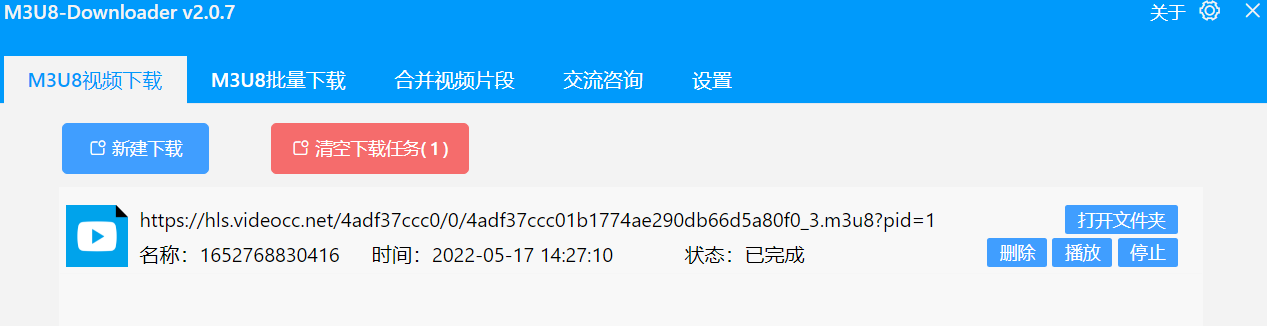 M3U8-Downloader v2.0.7 关于
M3U8视频下载 M3U8批量下载 合并视频片段 交流咨询 设置
新建下载 清空下载任务(1)
https://hls.videocc.net/4adf37ccc0/0/4adf37ccc01b1774ae290db66d5a80f0_3.m3u8?pid=1 打开文件夹
名称：1652768830416 时间：2022-05-17 14:27:10 状态：已完成 删除 播放 停止